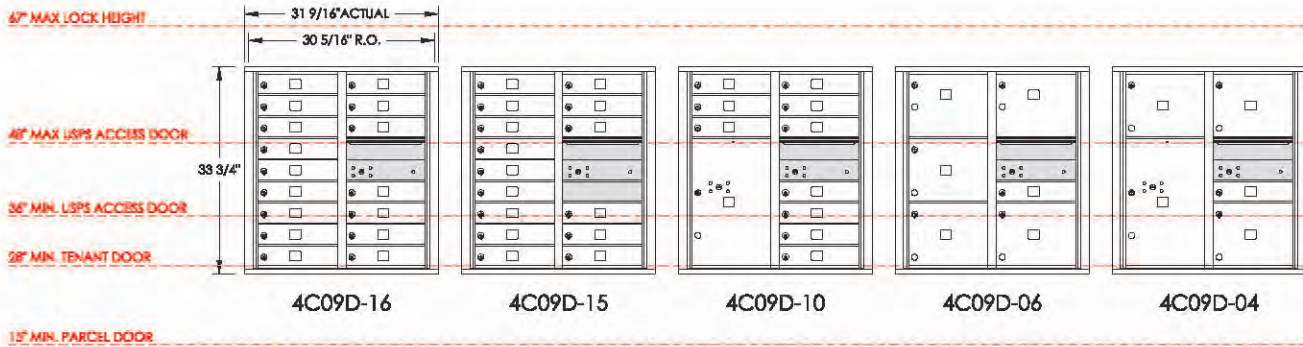 67" MAX LOCK HEIGHT
31 9/16" ACTUAL
30 5/16" R.O.
48" MAX USPS ACCESS DOOR
33 3/4"
36" MIN. USPS ACCESS DOOR
28" MIN. TENANT DOOR
4C09D-16 4C09D-15 4C09D-10 4C09D-06 4C09D-04
15" MIN. PARCEL DOOR